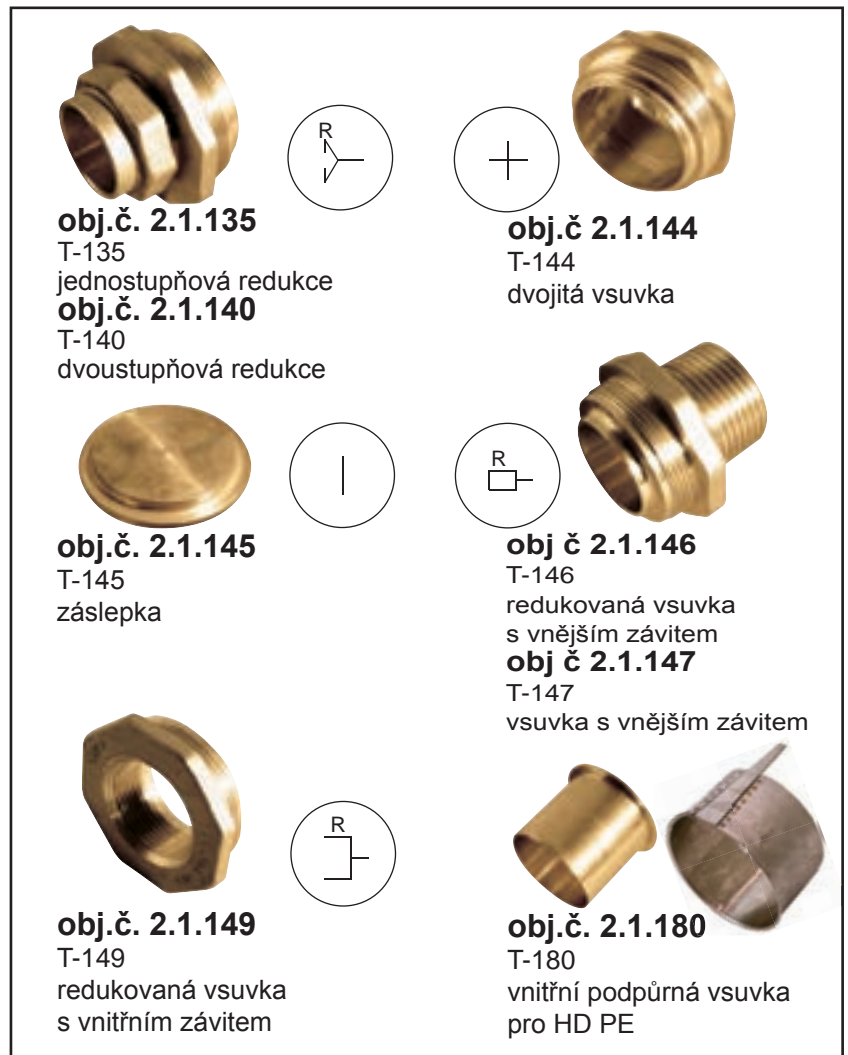 R
obj.č. 2.1.135
T-135
jednostupňová redukce
obj.č. 2.1.140
T-140
dvoustupňová redukce
obj.č 2.1.144
T-144
dvojitá vsuvka
obj.č. 2.1.145
T-145
záslepka
R
obj č 2.1.146
T-146
redukovaná vsuvka
s vnějším závitem
obj č 2.1.147
T-147
vsuvka s vnějším závitem
R
obj.č. 2.1.149
T-149
redukovaná vsuvka
s vnitřním závitem
obj.č. 2.1.180
T-180
vnitřní podpůrná vsuvka
pro HD PE